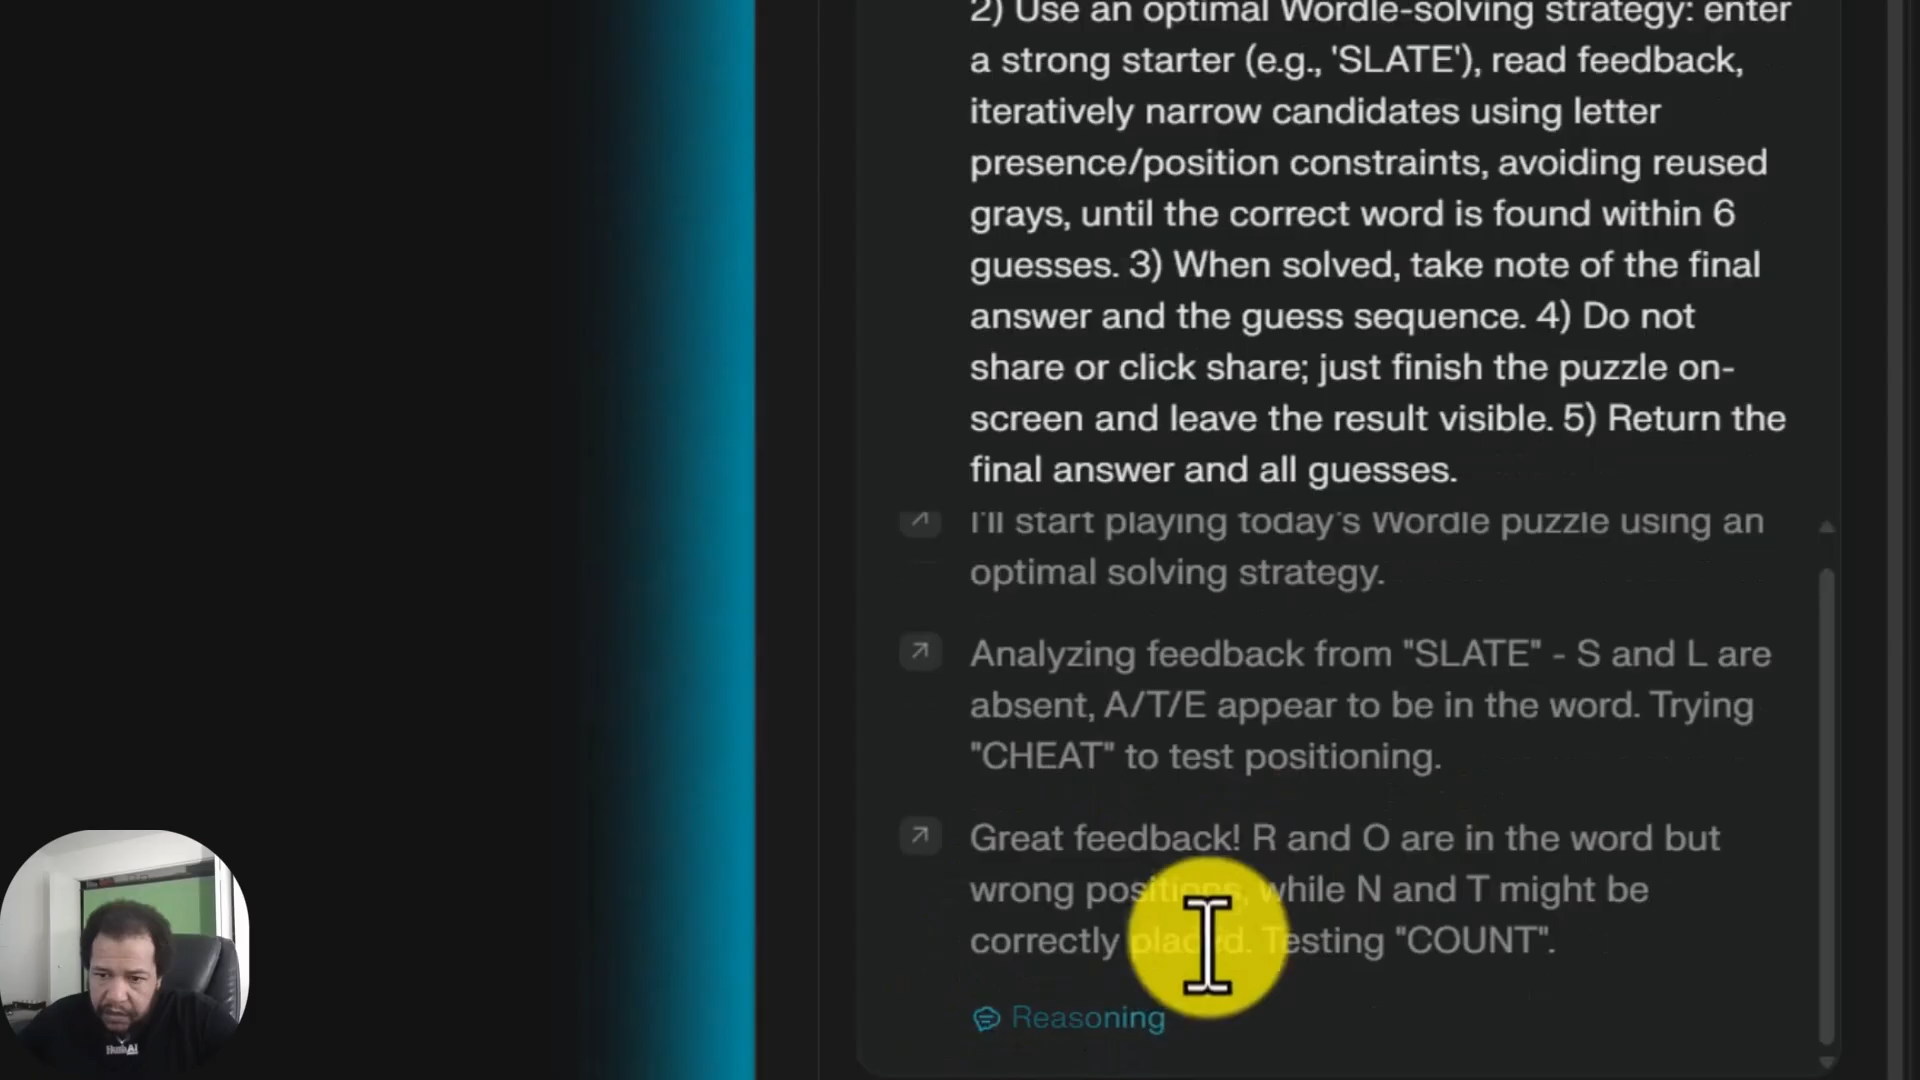 2) Use an optimal Wordle-solving strategy: enter
a strong starter (e.g., 'SLATE'), read feedback,
iteratively narrow candidates using letter
presence/position constraints, avoiding reused
grays, until the correct word is found within 6
guesses. 3) When solved, take note of the final
answer and the guess sequence. 4) Do not
share or click share; just finish the puzzle on-
screen and leave the result visible. 5) Return the
final answer and all guesses.
I'll start playing today's Wordle puzzle using an
optimal solving strategy.
Analyzing feedback from "SLATE" - S and L are
absent, A/T/E appear to be in the word. Trying
"CHEAT" to test positioning.
Great feedback! R and O are in the word but
wrong positions, while N and T might be
correctly placed. Testing "COUNT".
Reasoning